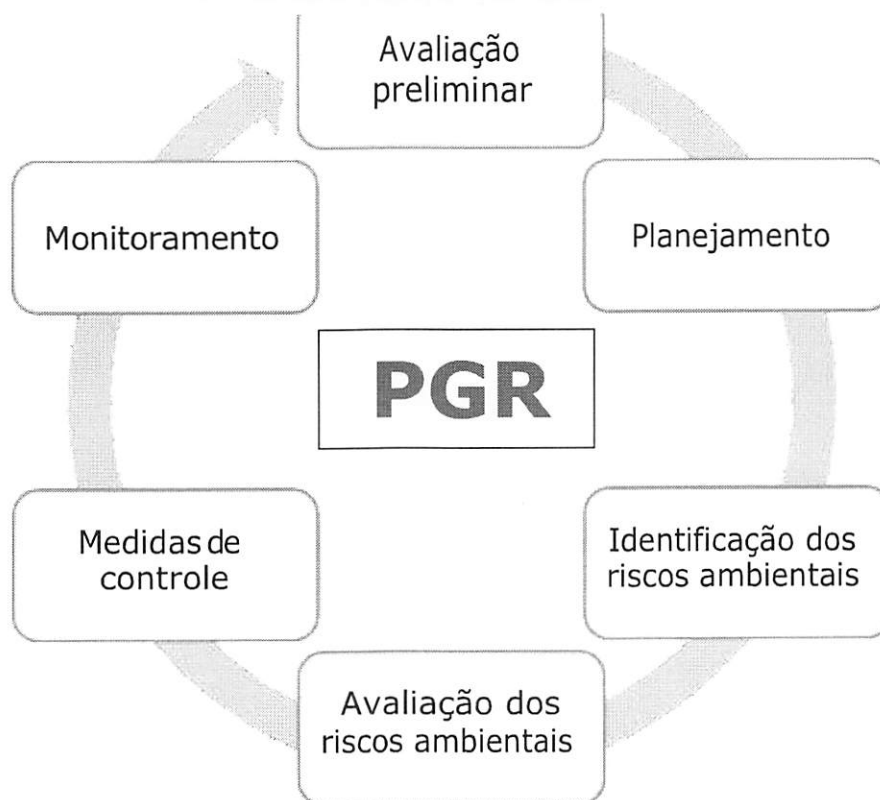 Avaliação
preliminar
Planejamento
Identificação dos
riscos ambientais
Avaliação dos
riscos ambientais
Medidas de
controle
Monitoramento
PGR